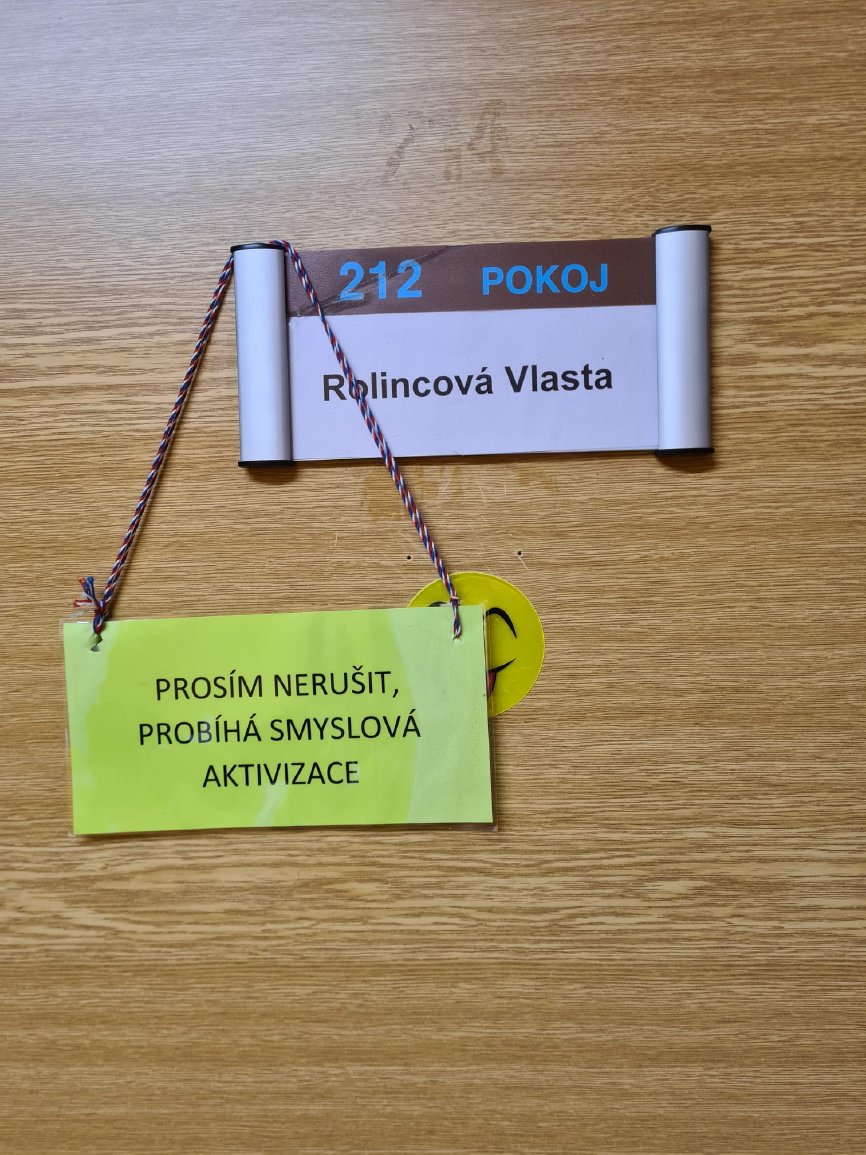 212 POKOJ
Rolincová Vlasta
PROSÍM NERUŠIT,
PROBÍHÁ SMYSLOVÁ
AKTIVIZACE